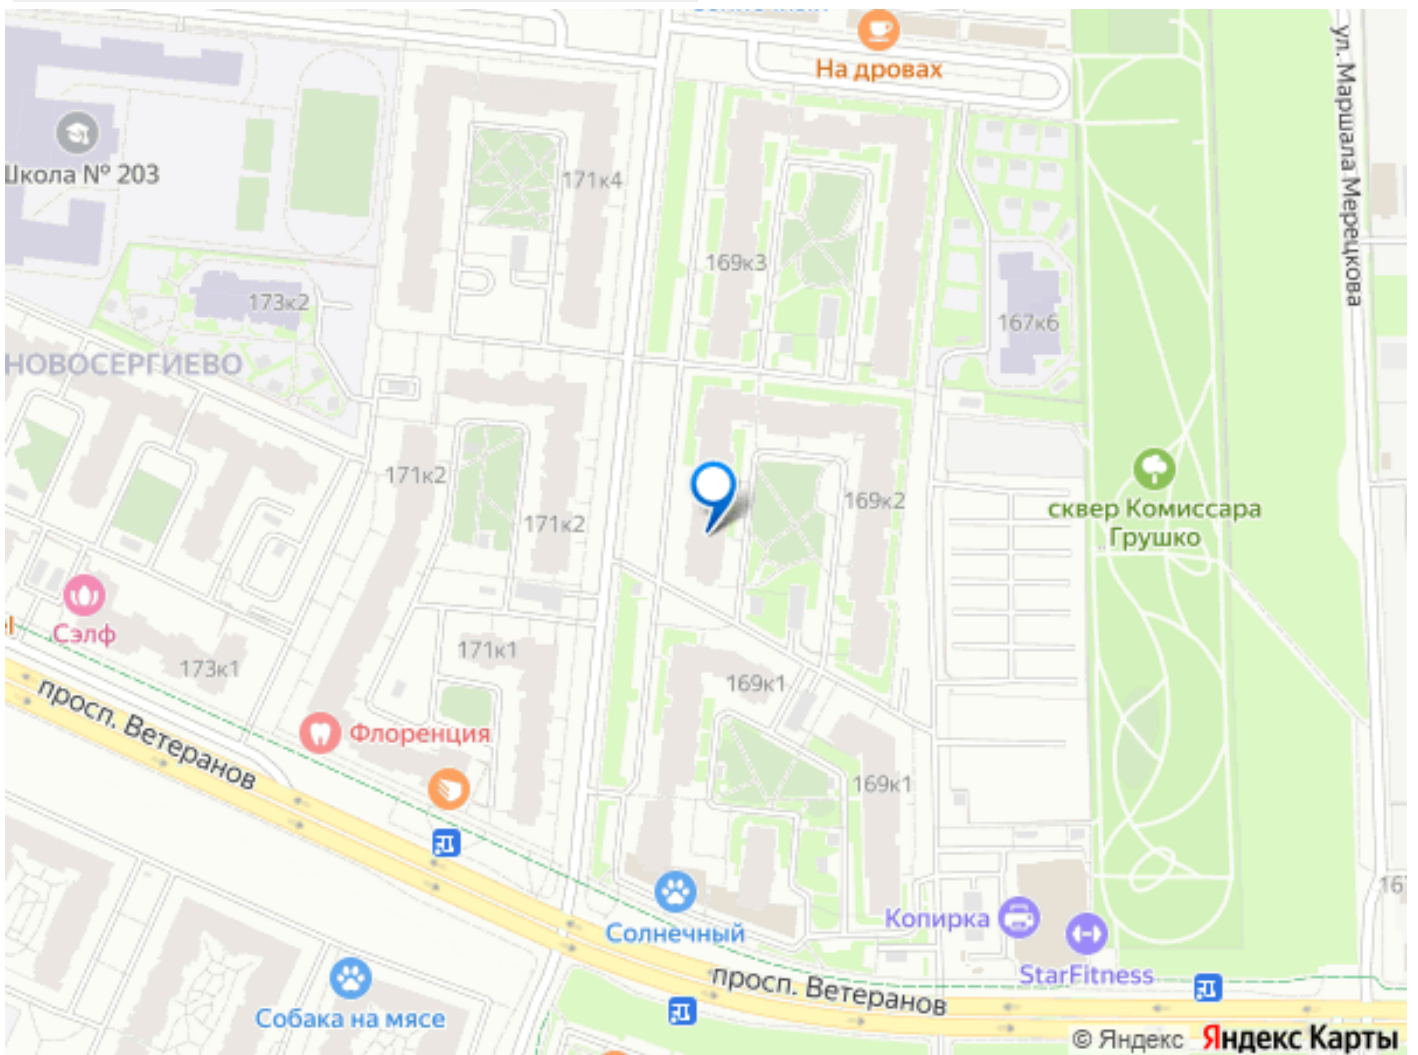 На дровах
ул. Маршала Мерецкова
Школа № 203
171к4
169к3
173к2
167к6
НОВОСЕРГИЕВО
171к2
169к2
171к2
сквер Комиссара
Грушко
Сэлф
173к1
171к1
169к1
просп. Ветеранов
Флоренция
169к1
167
Копирка
Солнечный
StarFitness
просп. Ветеранов
Собака на мясе
© Яндекс Яндекс Карты